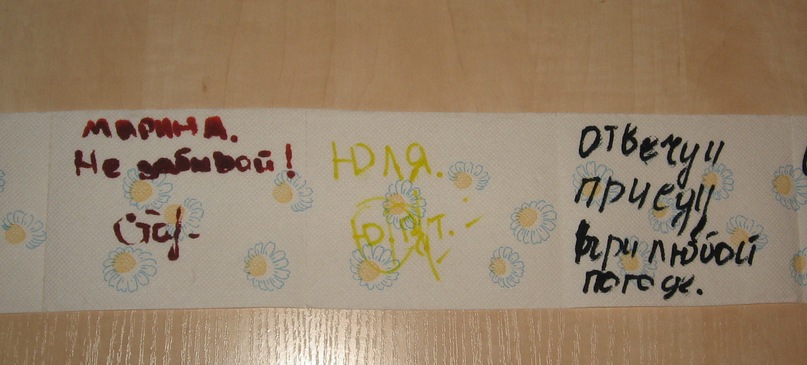 Марина.
Не забывай!
Юля.
Отвечу и
приеду
при любой
погоде.